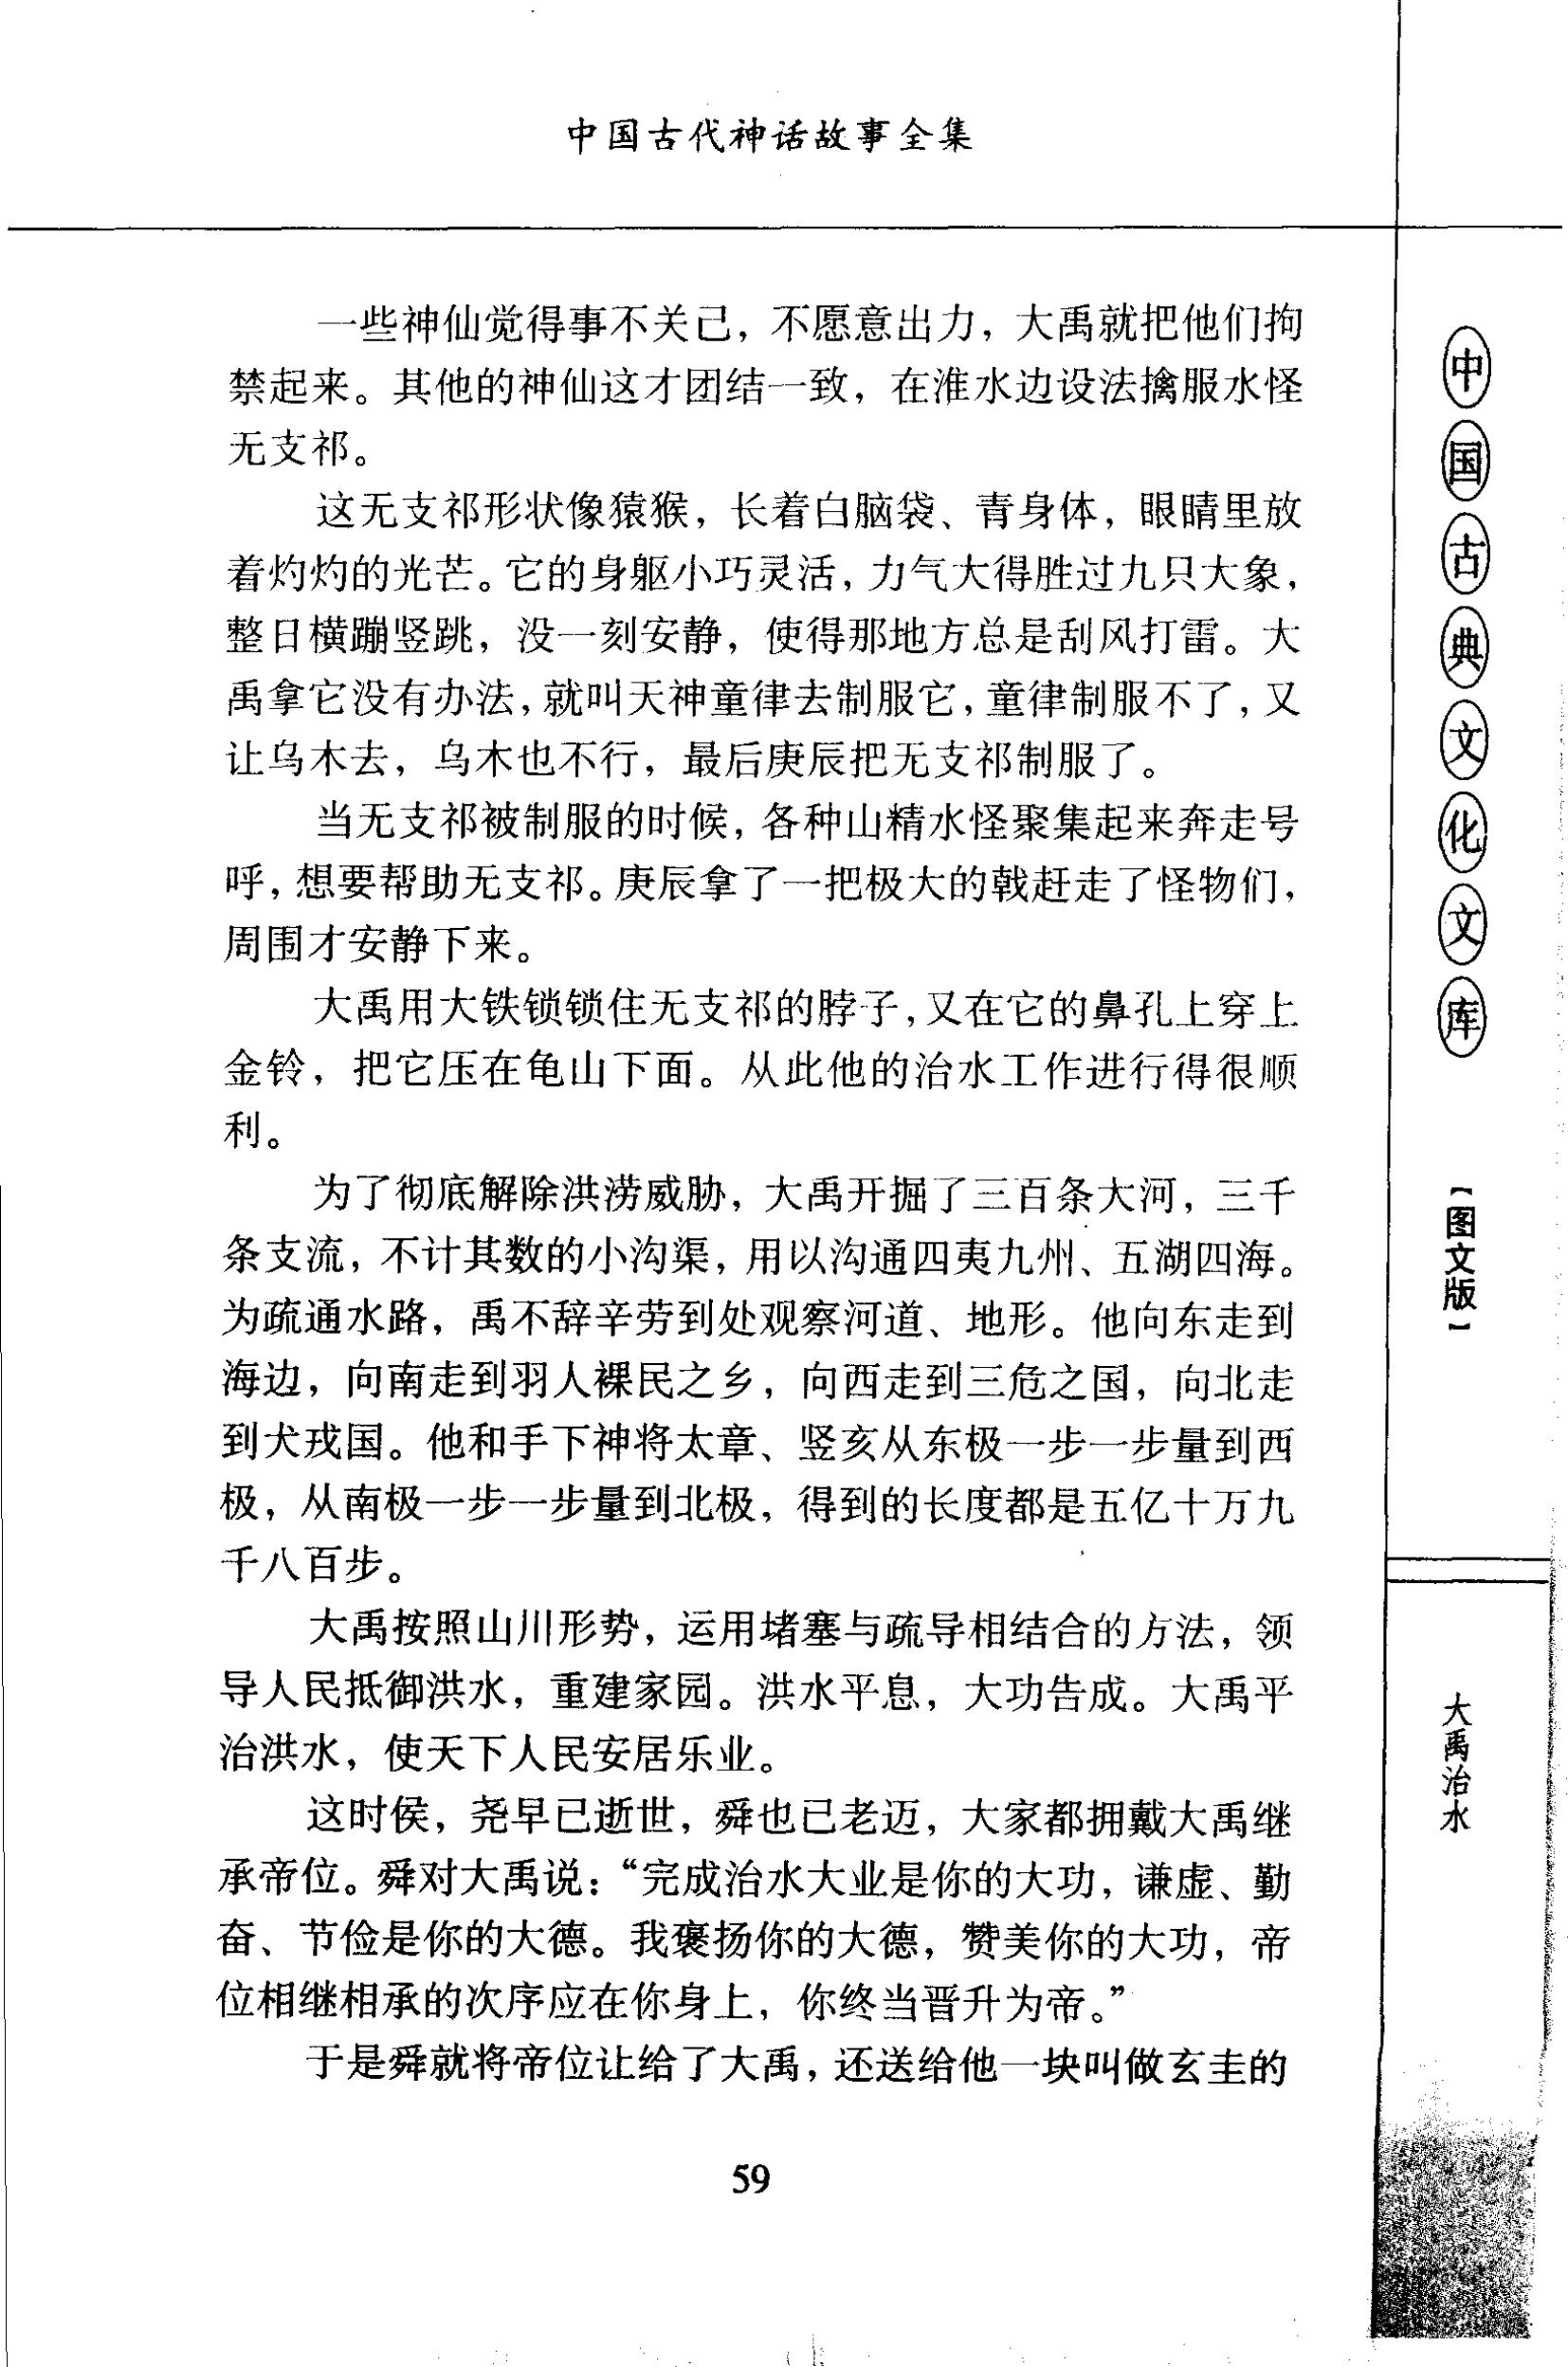 中国古代神话故事全集
一些神仙觉得事不关己，不愿意出力，大禹就把他们拘
禁起来。其他的神仙这才团结一致，在淮水边设法擒服水怪
无支祁。
这无支祁形状像猿猴，长着白脑袋、青身体，眼睛里放
着灼灼的光芒。它的身躯小巧灵活，力气大得胜过九只大象，
整日横蹦竖跳，没一刻安静，使得那地方总是刮风打雷。大
禹拿它没有办法，就叫天神童律去制服它，童律制服不了，又
让乌木去，乌木也不行，最后庚辰把无支祁制服了。
当无支祁被制服的时候，各种山精水怪聚集起来奔走号
呼，想要帮助无支祁。庚辰拿了一把极大的戟赶走了怪物们，
周围才安静下来。
大禹用大铁锁锁住无支祁的脖子，又在它的鼻孔上穿上
金铃，把它压在龟山下面。从此他的治水工作进行得很顺
利。
为了彻底解除洪涝威胁，大禹开掘了三百条大河，三千
条支流，不计其数的小沟渠，用以沟通四夷九州、五湖四海。
为疏通水路，禹不辞辛劳到处观察河道、地形。他向东走到
海边，向南走到羽人裸民之乡，向西走到三危之国，向北走
到犬戎国。他和手下神将太章、竖亥从东极一步一步量到西
极，从南极一步一步量到北极，得到的长度都是五亿十万九
千八百步。
大禹按照山川形势，运用堵塞与疏导相结合的方法，领
导人民抵御洪水，重建家园。洪水平息，大功告成。大禹平
治洪水，使天下人民安居乐业。
这时侯，尧早已逝世，舜也已老迈，大家都拥戴大禹继
承帝位。舜对大禹说：“完成治水大业是你的大功，谦虚、勤
奋、节俭是你的大德。我褒扬你的大德，赞美你的大功，帝
位相继相承的次序应在你身上，你终当晋升为帝。”
于是舜就将帝位让给了大禹，还送给他一块叫做玄圭的
59
中国古典文化文库
【图文版】
大禹治水